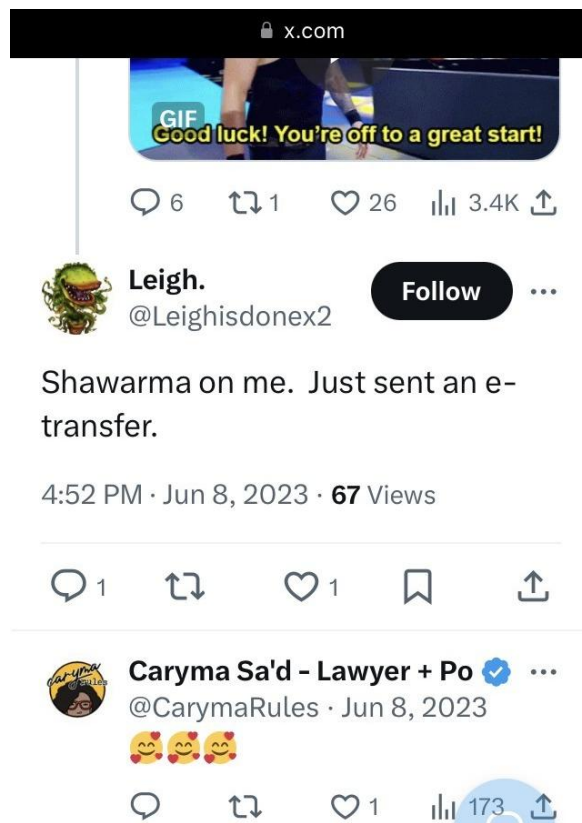 x.com
GIF
Good luck! You're off to a great start!
6 1 26 3.4K
Leigh.
@Leighisdonex2
Follow
Shawarma on me. Just sent an e-
transfer.
4:52 PM · Jun 8, 2023 · 67 Views
1 1
caryma
rules
Caryma Sa'd - Lawyer + Po
@CarymaRules · Jun 8, 2023
🥰🥰🥰
1 173